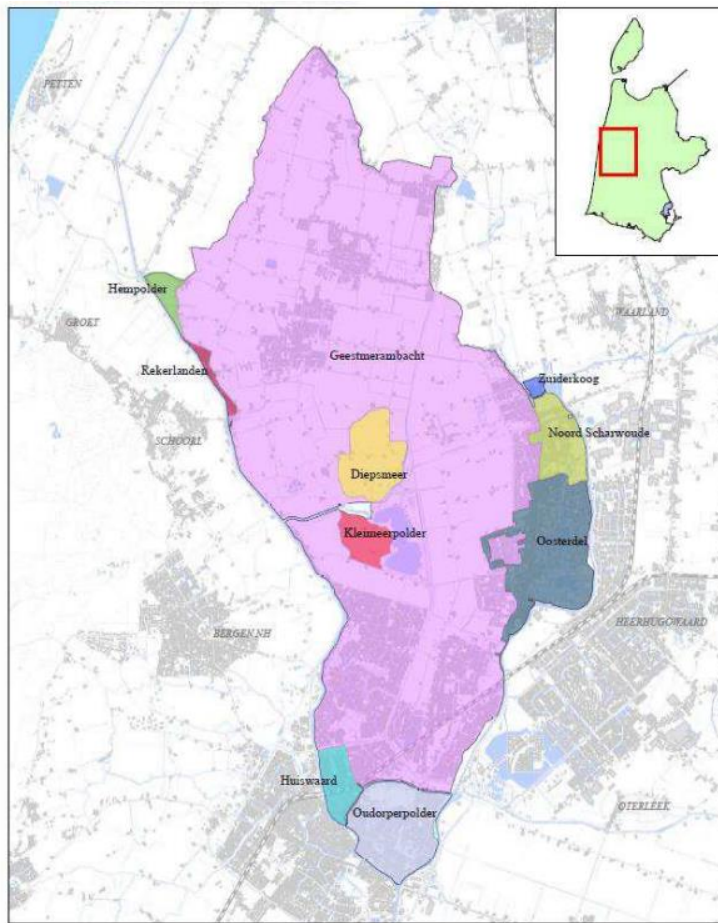 PETTEN
Hempolder
GROET
WAARLAND
Geestmerambacht
Rekerlanden
Zuiderkoog
SCHOORL
Noord Scharwoude
Diepsmeer
Kleimeerpolder
Oosterdel
BERGEN NH
HEERHUGOWAARD
Huiswaard
OTERLEEK
Oudorperpolder